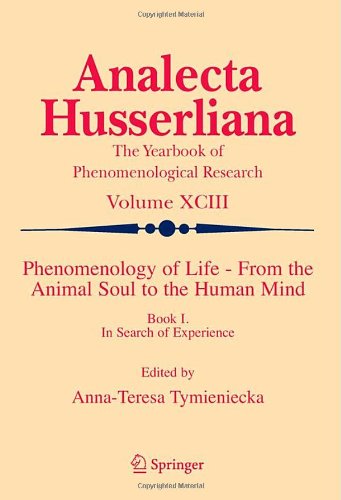 Analecta
Husserliana
The Yearbook of
Phenomenological Research
Volume XCIII
Phenomenology of Life - From the
Animal Soul to the Human Mind
Book I.
In Search of Experience
Edited by
Anna-Teresa Tymieniecka
Springer